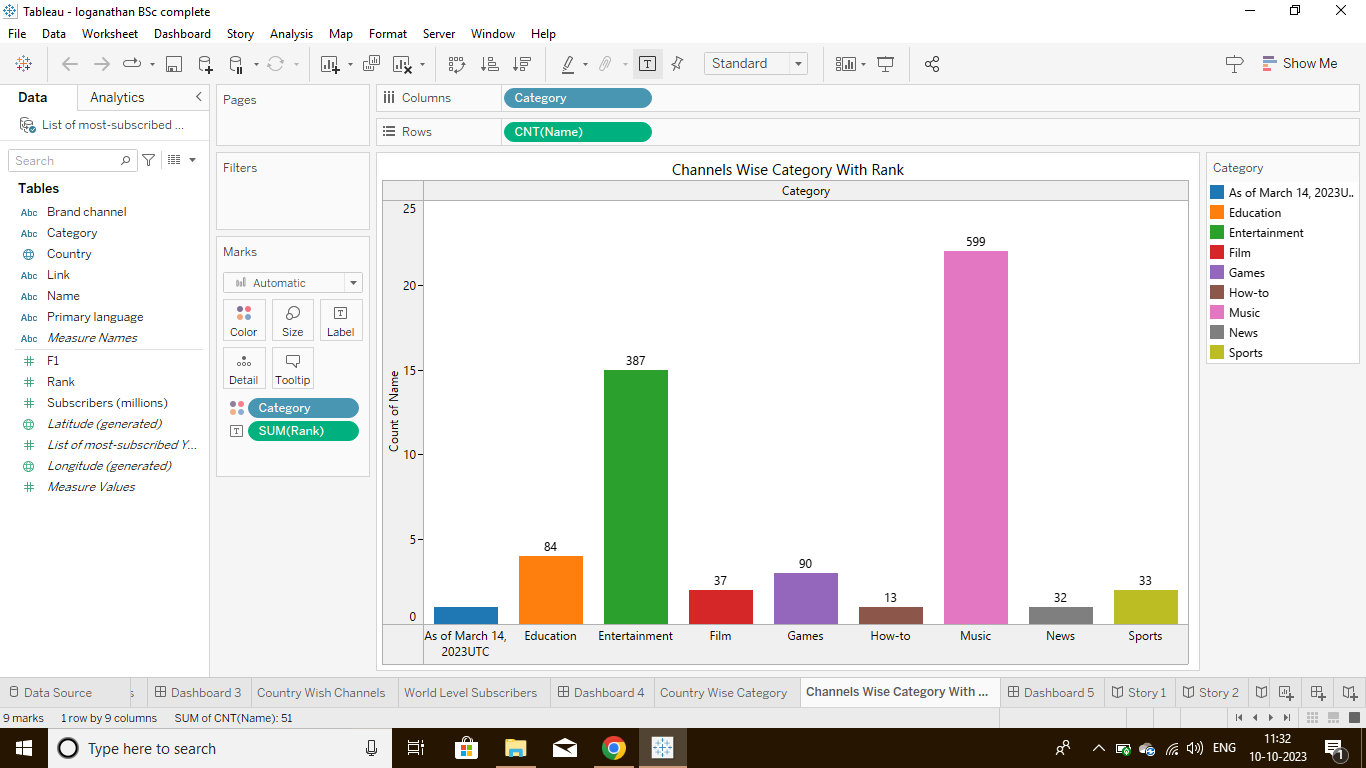 Tableau - loganathan BSc complete
File Data Worksheet Dashboard Story Analysis Map Format Server Window Help
Standard
Show Me
Data Analytics
List of most-subscribed ...
Search
Tables
Abc Brand channel
Abc Category
Country
Abc Link
Abc Name
Abc Primary language
Abc Measure Names
# F1
# Rank
# Subscribers (millions)
Latitude (generated)
# List of most-subscribed Y...
Longitude (generated)
# Measure Values
Pages
Filters
Marks
Automatic
Color Size Label
Detail Tooltip
Category
SUM(Rank)
Columns Category
Rows CNT(Name)
Channels Wise Category With Rank
Category
25
20
15
10
5
0
Count of Name
84
387
37
90
13
599
32
33
As of March 14, 2023UTC
Education
Entertainment
Film
Games
How-to
Music
News
Sports
Category
As of March 14, 2023U..
Education
Entertainment
Film
Games
How-to
Music
News
Sports
Data Source s Dashboard 3 Country Wish Channels World Level Subscribers Dashboard 4 Country Wise Category Channels Wise Category With ... Dashboard 5 Story 1 Story 2
9 marks 1 row by 9 columns SUM of CNT(Name): 51
Type here to search
ENG
11:32
10-10-2023
1